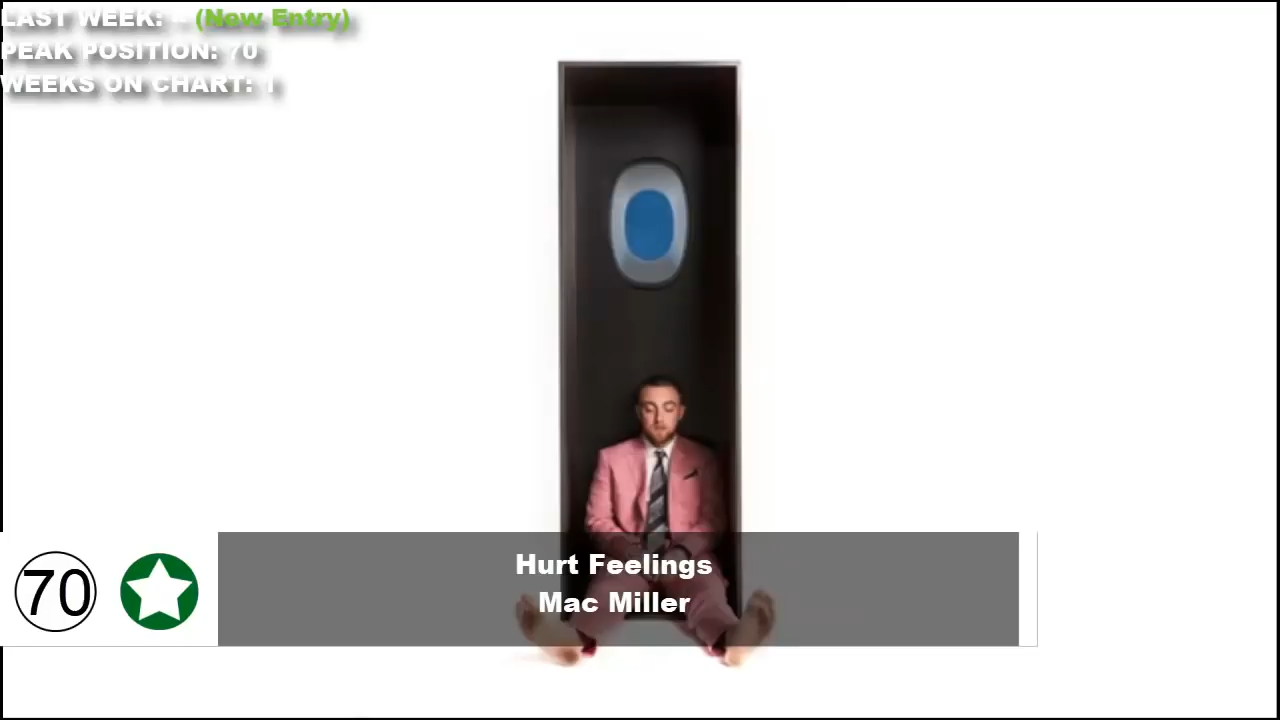 LAST WEEK: – (New Entry)
PEAK POSITION: 70
WEEKS ON CHART: 1
70
Hurt Feelings
Mac Miller